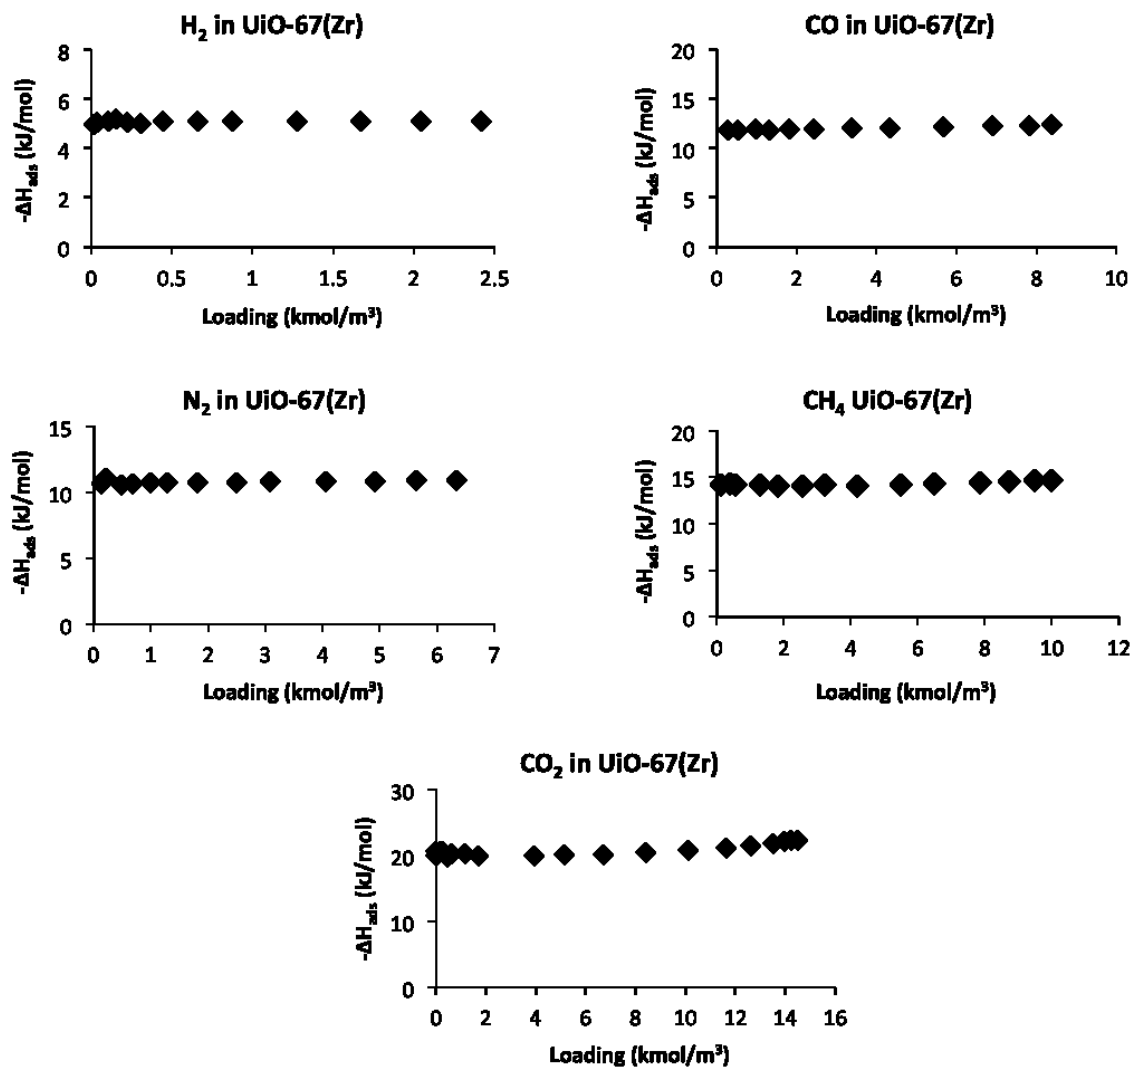 H₂ in UiO-67(Zr)
8
6
4
2
0
-ΔHads (kJ/mol)
0 0.5 1 1.5 2 2.5
Loading (kmol/m³)
CO in UiO-67(Zr)
20
15
10
5
0
-ΔHads (kJ/mol)
0 2 4 6 8 10
Loading (kmol/m³)
N₂ in UiO-67(Zr)
15
10
5
0
-ΔHads (kJ/mol)
0 1 2 3 4 5 6 7
Loading (kmol/m³)
CH₄ UiO-67(Zr)
20
15
10
5
0
-ΔHads (kJ/mol)
0 2 4 6 8 10 12
Loading (kmol/m³)
CO₂ in UiO-67(Zr)
30
20
10
0
-ΔHads (kJ/mol)
0 2 4 6 8 10 12 14 16
Loading (kmol/m³)